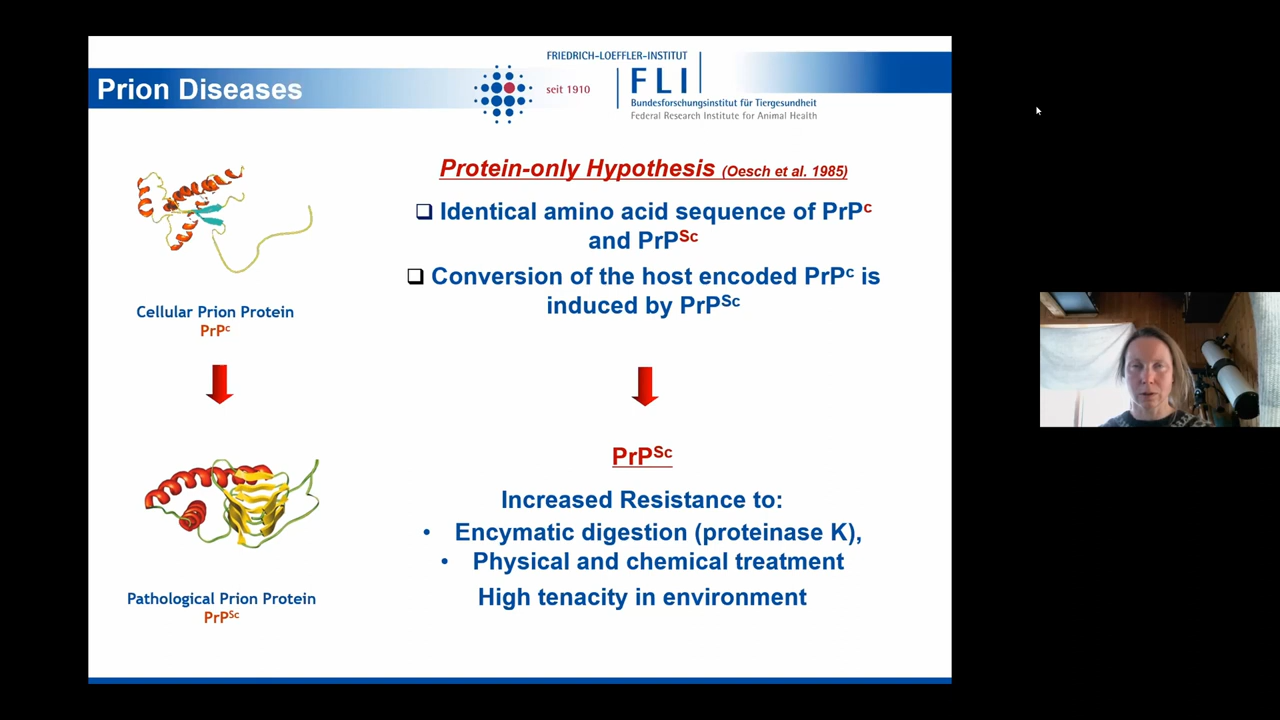 Prion Diseases
FRIEDRICH-LOEFFLER-INSTITUT
seit 1910
FLI
Bundesforschungsinstitut für Tiergesundheit
Federal Research Institute for Animal Health
Protein-only Hypothesis (Oesch et al. 1985)
Identical amino acid sequence of PrPᶜ
and PrPˢᶜ
Conversion of the host encoded PrPᶜ is
induced by PrPˢᶜ
Cellular Prion Protein
PrPᶜ
PrPˢᶜ
Increased Resistance to:
• Encymatic digestion (proteinase K),
• Physical and chemical treatment
High tenacity in environment
Pathological Prion Protein
PrPˢᶜ